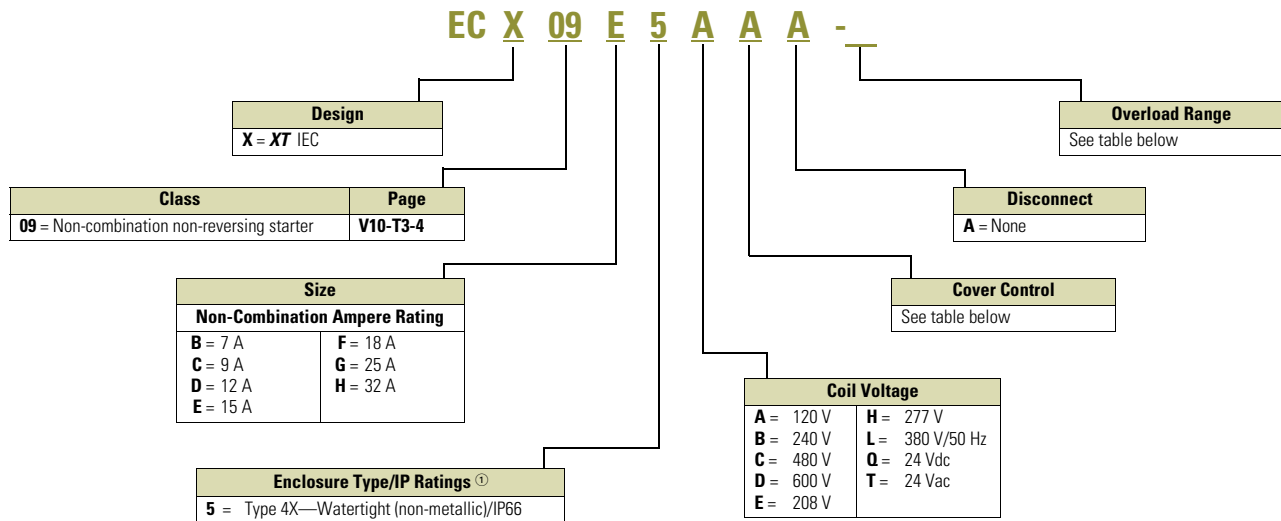 EC X 09 E 5 A A A -__
Design
X = XT IEC
Overload Range
See table below
Class Page
09 = Non-combination non-reversing starter V10-T3-4
Disconnect
A = None
Size
Non-Combination Ampere Rating
B = 7 A F = 18 A
C = 9 A G = 25 A
D = 12 A H = 32 A
E = 15 A
Cover Control
See table below
Coil Voltage
A = 120 V H = 277 V
B = 240 V L = 380 V/50 Hz
C = 480 V Q = 24 Vdc
D = 600 V T = 24 Vac
E = 208 V
Enclosure Type/IP Ratings ①
5 = Type 4X—Watertight (non-metallic)/IP66